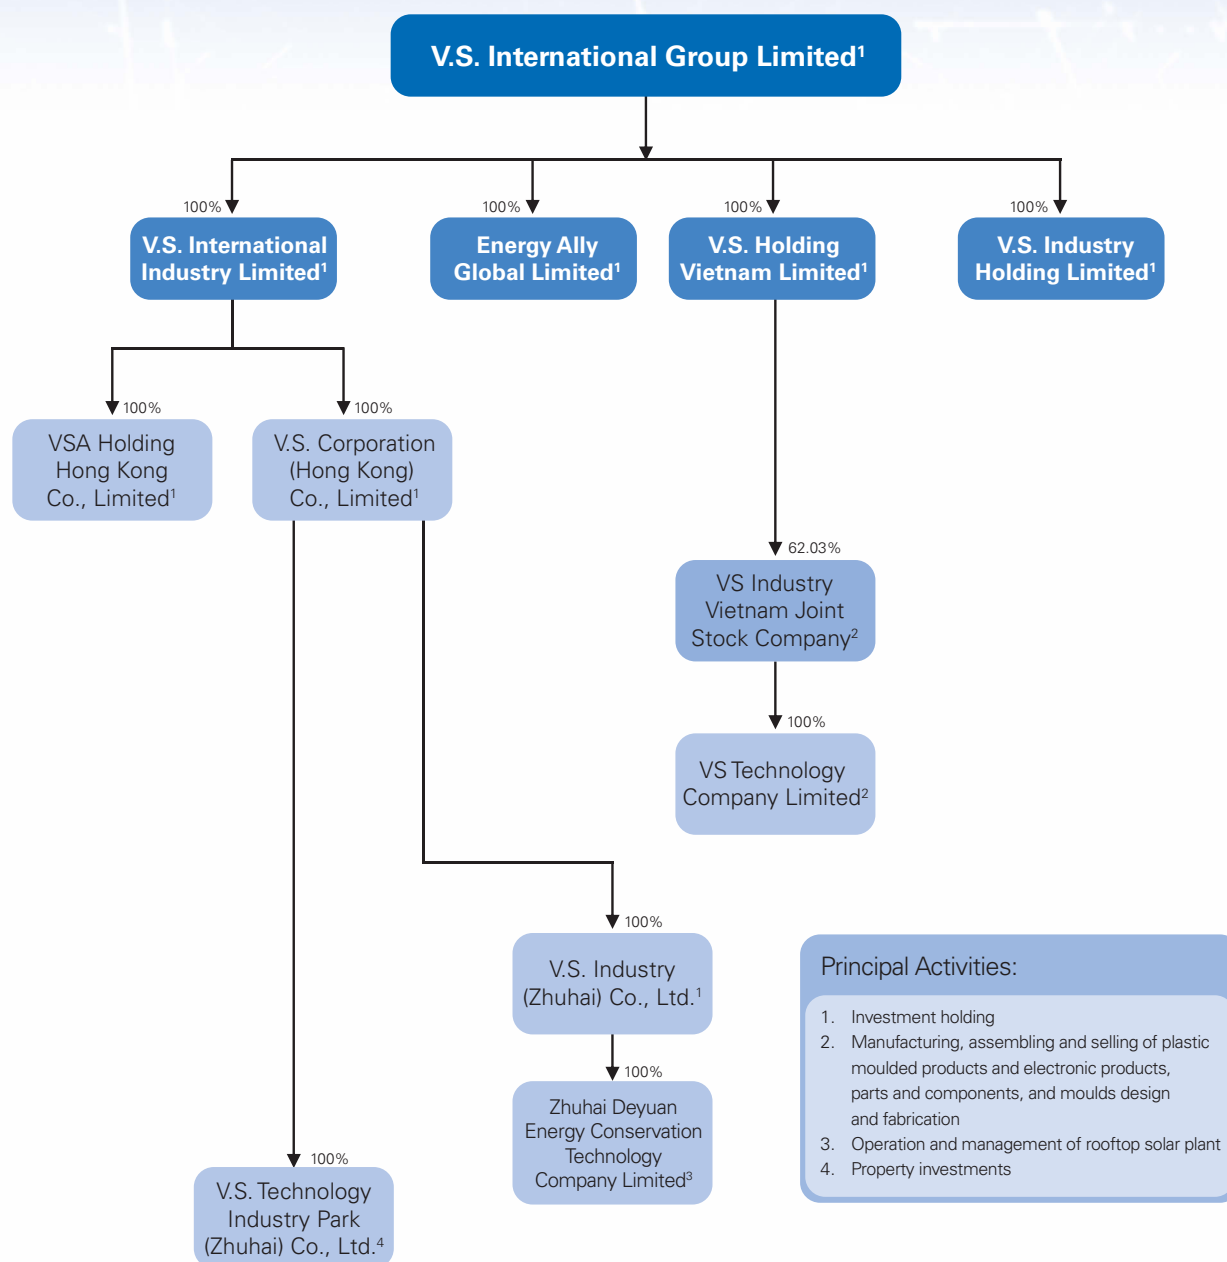 V.S. International Group Limited¹
100%
100%
100%
100%
V.S. International
Industry Limited¹
Energy Ally
Global Limited¹
V.S. Holding
Vietnam Limited¹
V.S. Industry
Holding Limited¹
100%
100%
VSA Holding
Hong Kong
Co., Limited¹
V.S. Corporation
(Hong Kong)
Co., Limited¹
62.03%
VS Industry
Vietnam Joint
Stock Company²
100%
VS Technology
Company Limited²
100%
V.S. Industry
(Zhuhai) Co., Ltd.¹
100%
Zhuhai Deyuan
Energy Conservation
Technology
Company Limited³
100%
V.S. Technology
Industry Park
(Zhuhai) Co., Ltd.⁴
Principal Activities:
1. Investment holding
2. Manufacturing, assembling and selling of plastic
moulded products and electronic products,
parts and components, and moulds design
and fabrication
3. Operation and management of rooftop solar plant
4. Property investments